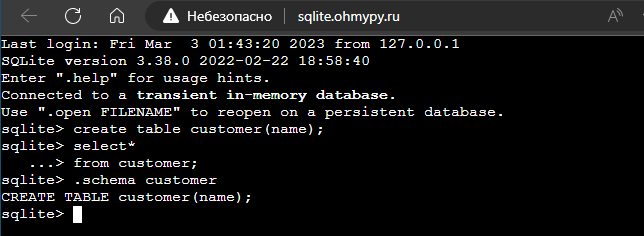 Небезопасно | sqlite.ohmypy.ru
Last login: Fri Mar  3 01:43:20 2023 from 127.0.0.1
SQLite version 3.38.0 2022-02-22 18:58:40
Enter ".help" for usage hints.
Connected to a transient in-memory database.
Use ".open FILENAME" to reopen on a persistent database.
sqlite> create table customer(name);
sqlite> select*
   ...> from customer;
sqlite> .schema customer
CREATE TABLE customer(name);
sqlite>